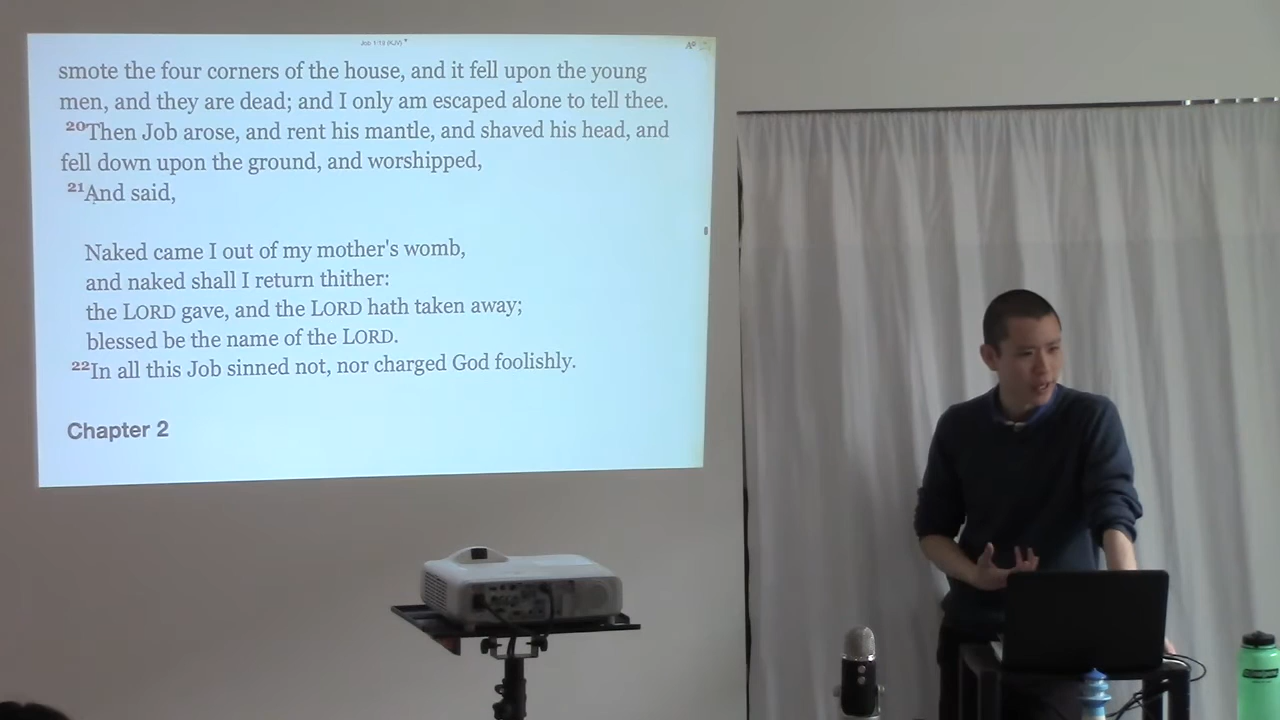 Job 1:19 (KJV)
smote the four corners of the house, and it fell upon the young
men, and they are dead; and I only am escaped alone to tell thee.
20Then Job arose, and rent his mantle, and shaved his head, and
fell down upon the ground, and worshipped,
21And said,
Naked came I out of my mother's womb,
and naked shall I return thither:
the LORD gave, and the LORD hath taken away;
blessed be the name of the LORD.
22In all this Job sinned not, nor charged God foolishly.
Chapter 2